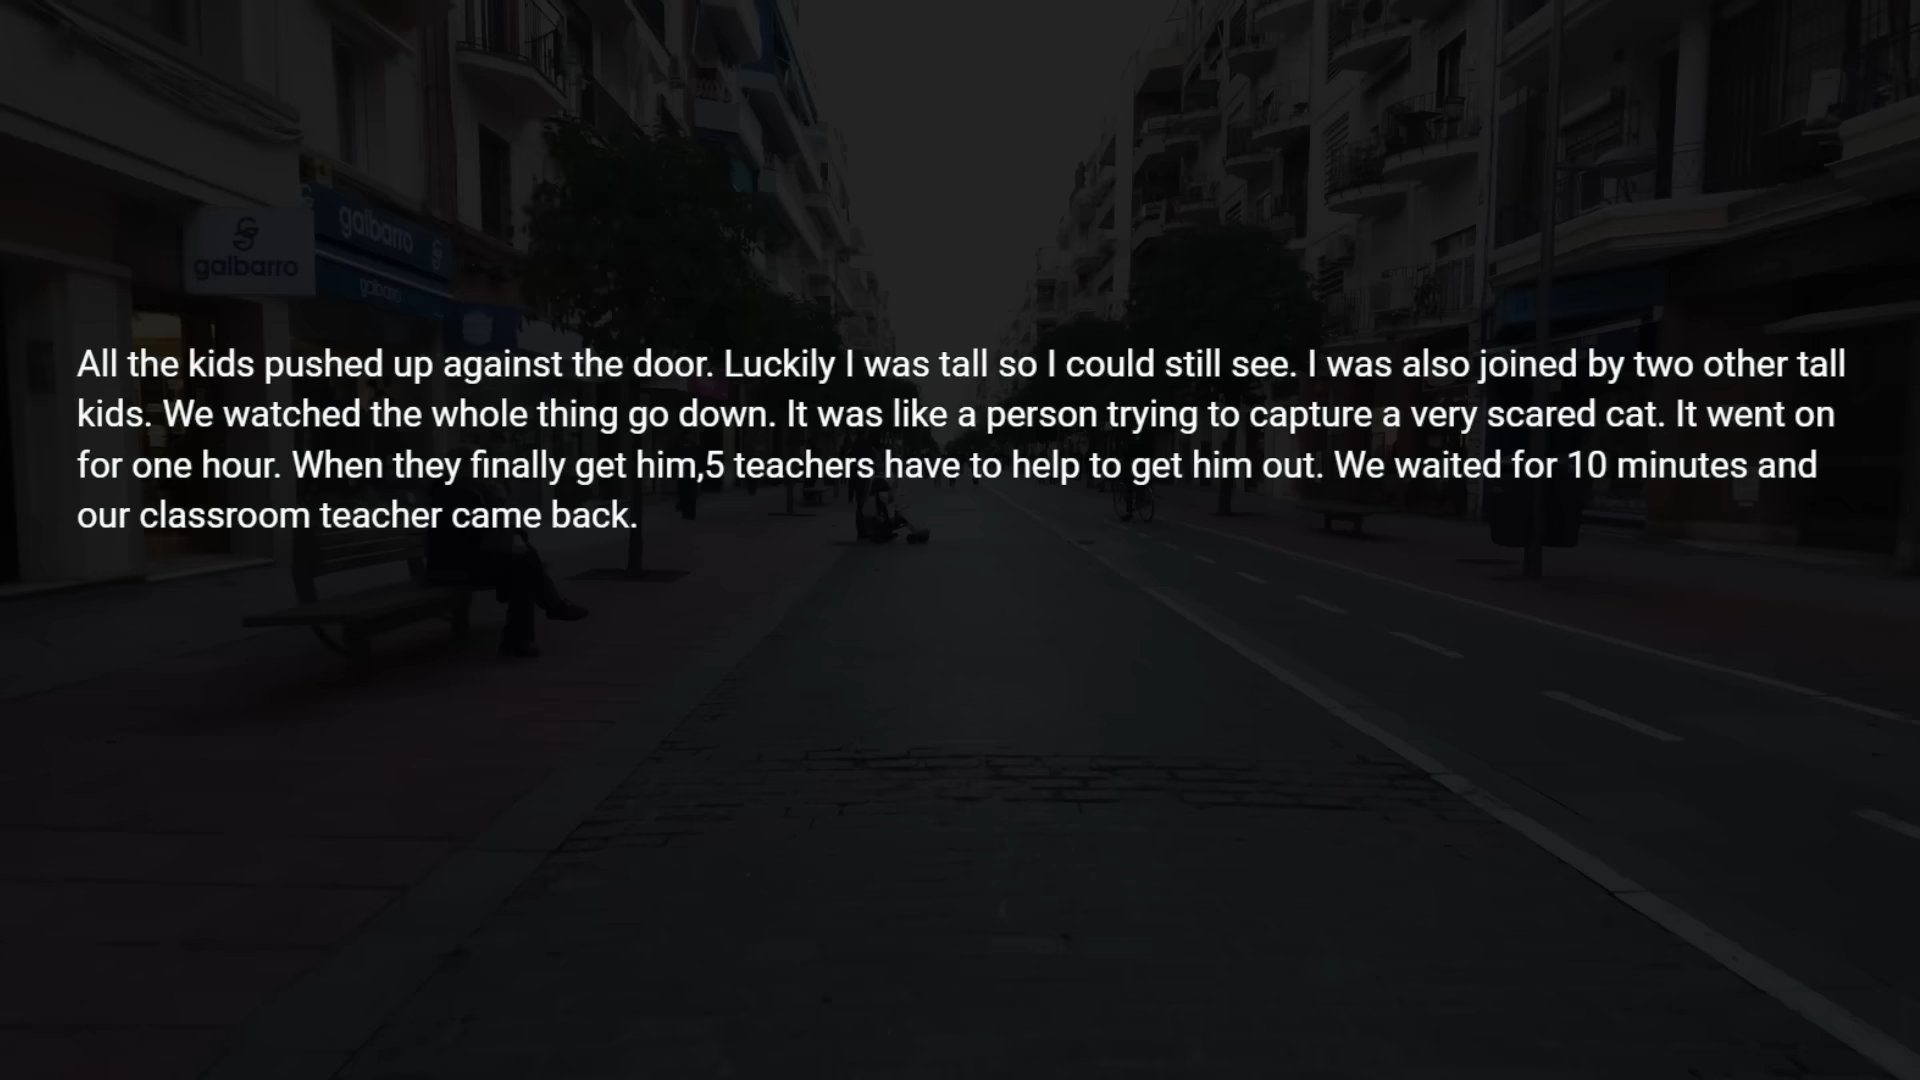 galbarro
galbarro
galbarro
All the kids pushed up against the door. Luckily I was tall so I could still see. I was also joined by two other tall
kids. We watched the whole thing go down. It was like a person trying to capture a very scared cat. It went on
for one hour. When they finally get him,5 teachers have to help to get him out. We waited for 10 minutes and
our classroom teacher came back.